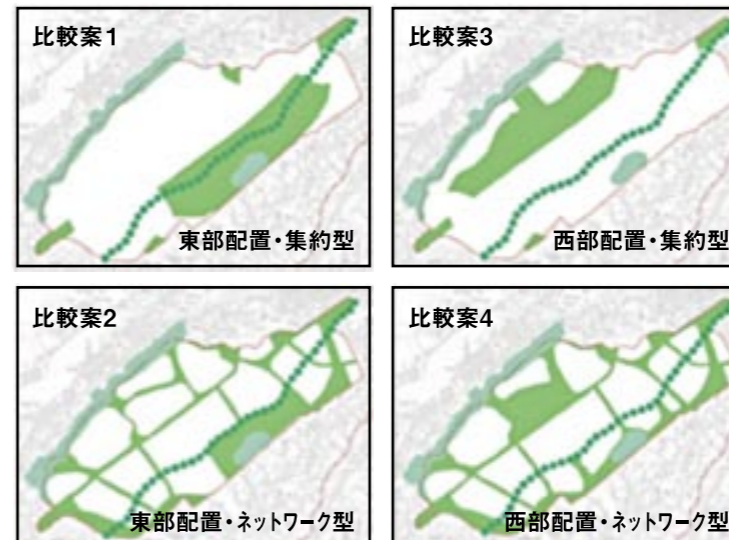 比較案1
東部配置・集約型
比較案3
西部配置・集約型
比較案2
東部配置・ネットワーク型
比較案4
西部配置・ネットワーク型